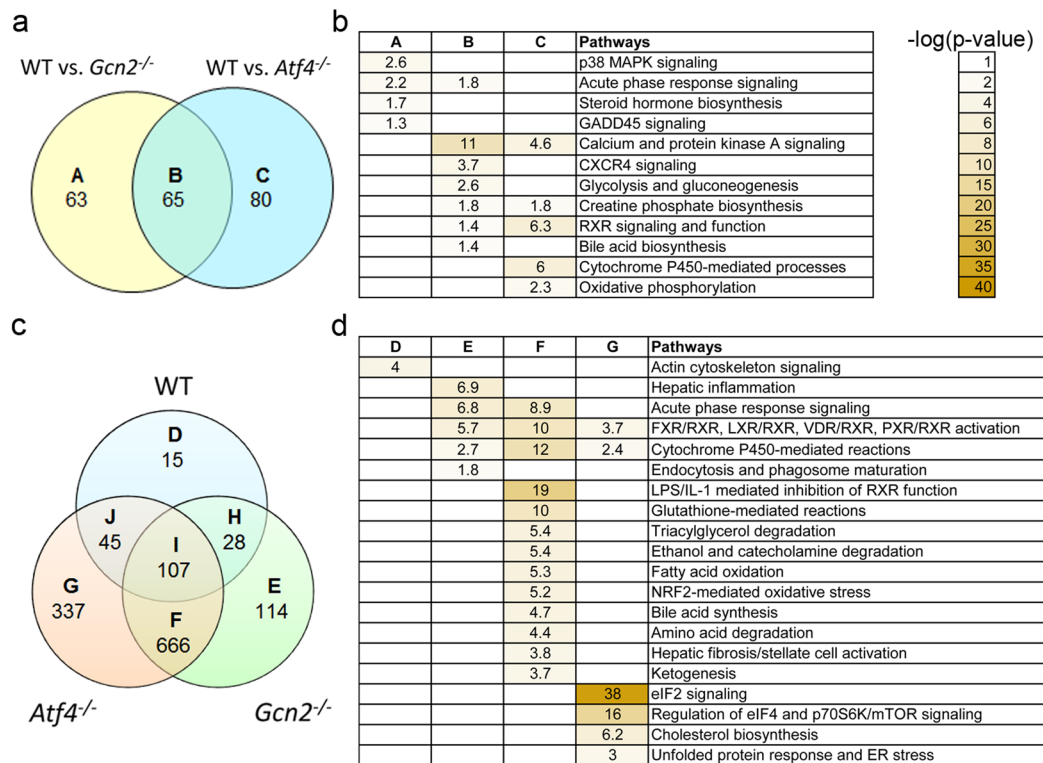 a
WT vs. Gcn2-/-
WT vs. Atf4-/-
A
63
B
65
C
80
b
A B C Pathways
2.6 p38 MAPK signaling
2.2 1.8 Acute phase response signaling
1.7 Steroid hormone biosynthesis
1.3 GADD45 signaling
11 4.6 Calcium and protein kinase A signaling
3.7 CXCR4 signaling
2.6 Glycolysis and gluconeogenesis
1.8 1.8 Creatine phosphate biosynthesis
1.4 6.3 RXR signaling and function
1.4 Bile acid biosynthesis
6 Cytochrome P450-mediated processes
2.3 Oxidative phosphorylation
-log(p-value)
1
2
4
6
8
10
15
20
25
30
35
40
c
WT
D
15
J
45
H
28
I
107
G
337
E
114
F
666
Atf4-/-
Gcn2-/-
d
D E F G Pathways
4 Actin cytoskeleton signaling
6.9 Hepatic inflammation
6.8 8.9 Acute phase response signaling
5.7 10 3.7 FXR/RXR, LXR/RXR, VDR/RXR, PXR/RXR activation
2.7 12 2.4 Cytochrome P450-mediated reactions
1.8 Endocytosis and phagosome maturation
19 LPS/IL-1 mediated inhibition of RXR function
10 Glutathione-mediated reactions
5.4 Triacylglycerol degradation
5.4 Ethanol and catecholamine degradation
5.3 Fatty acid oxidation
5.2 NRF2-mediated oxidative stress
4.7 Bile acid synthesis
4.4 Amino acid degradation
3.8 Hepatic fibrosis/stellate cell activation
3.7 Ketogenesis
38 eIF2 signaling
16 Regulation of eIF4 and p70S6K/mTOR signaling
6.2 Cholesterol biosynthesis
3 Unfolded protein response and ER stress